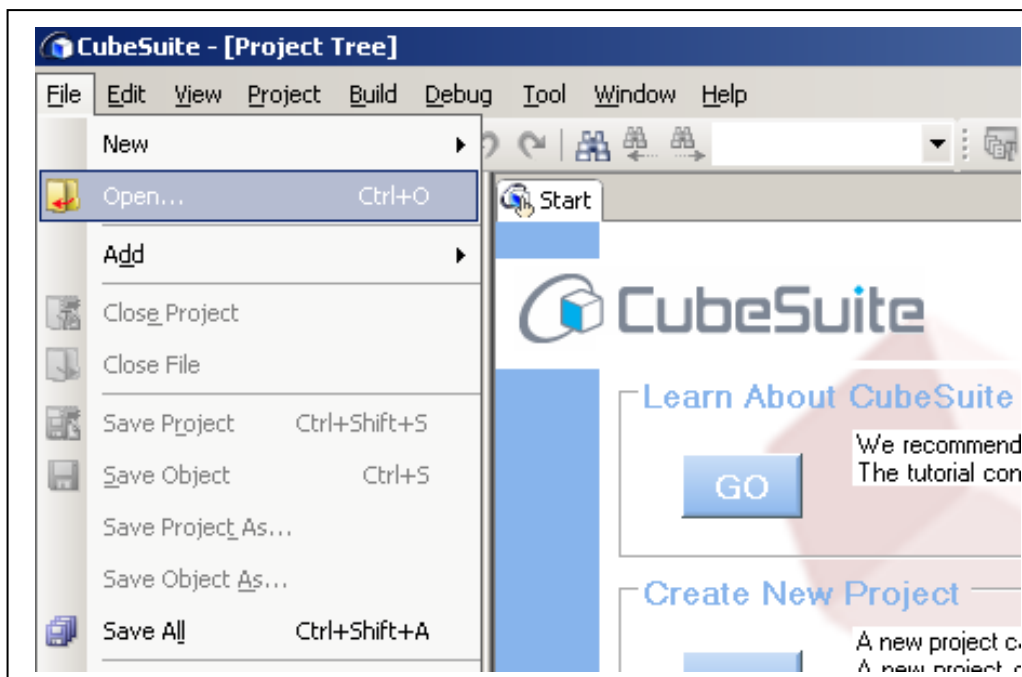 CubeSuite - [Project Tree]
File Edit View Project Build Debug Tool Window Help
New
Open... Ctrl+O
Start
Add
Close Project
CubeSuite
Close File
Learn About CubeSuite
Save Project Ctrl+Shift+S
We recommend
Save Object Ctrl+S
The tutorial con
GO
Save Project As...
Save Object As...
Create New Project
Save All Ctrl+Shift+A
A new project c
A new project